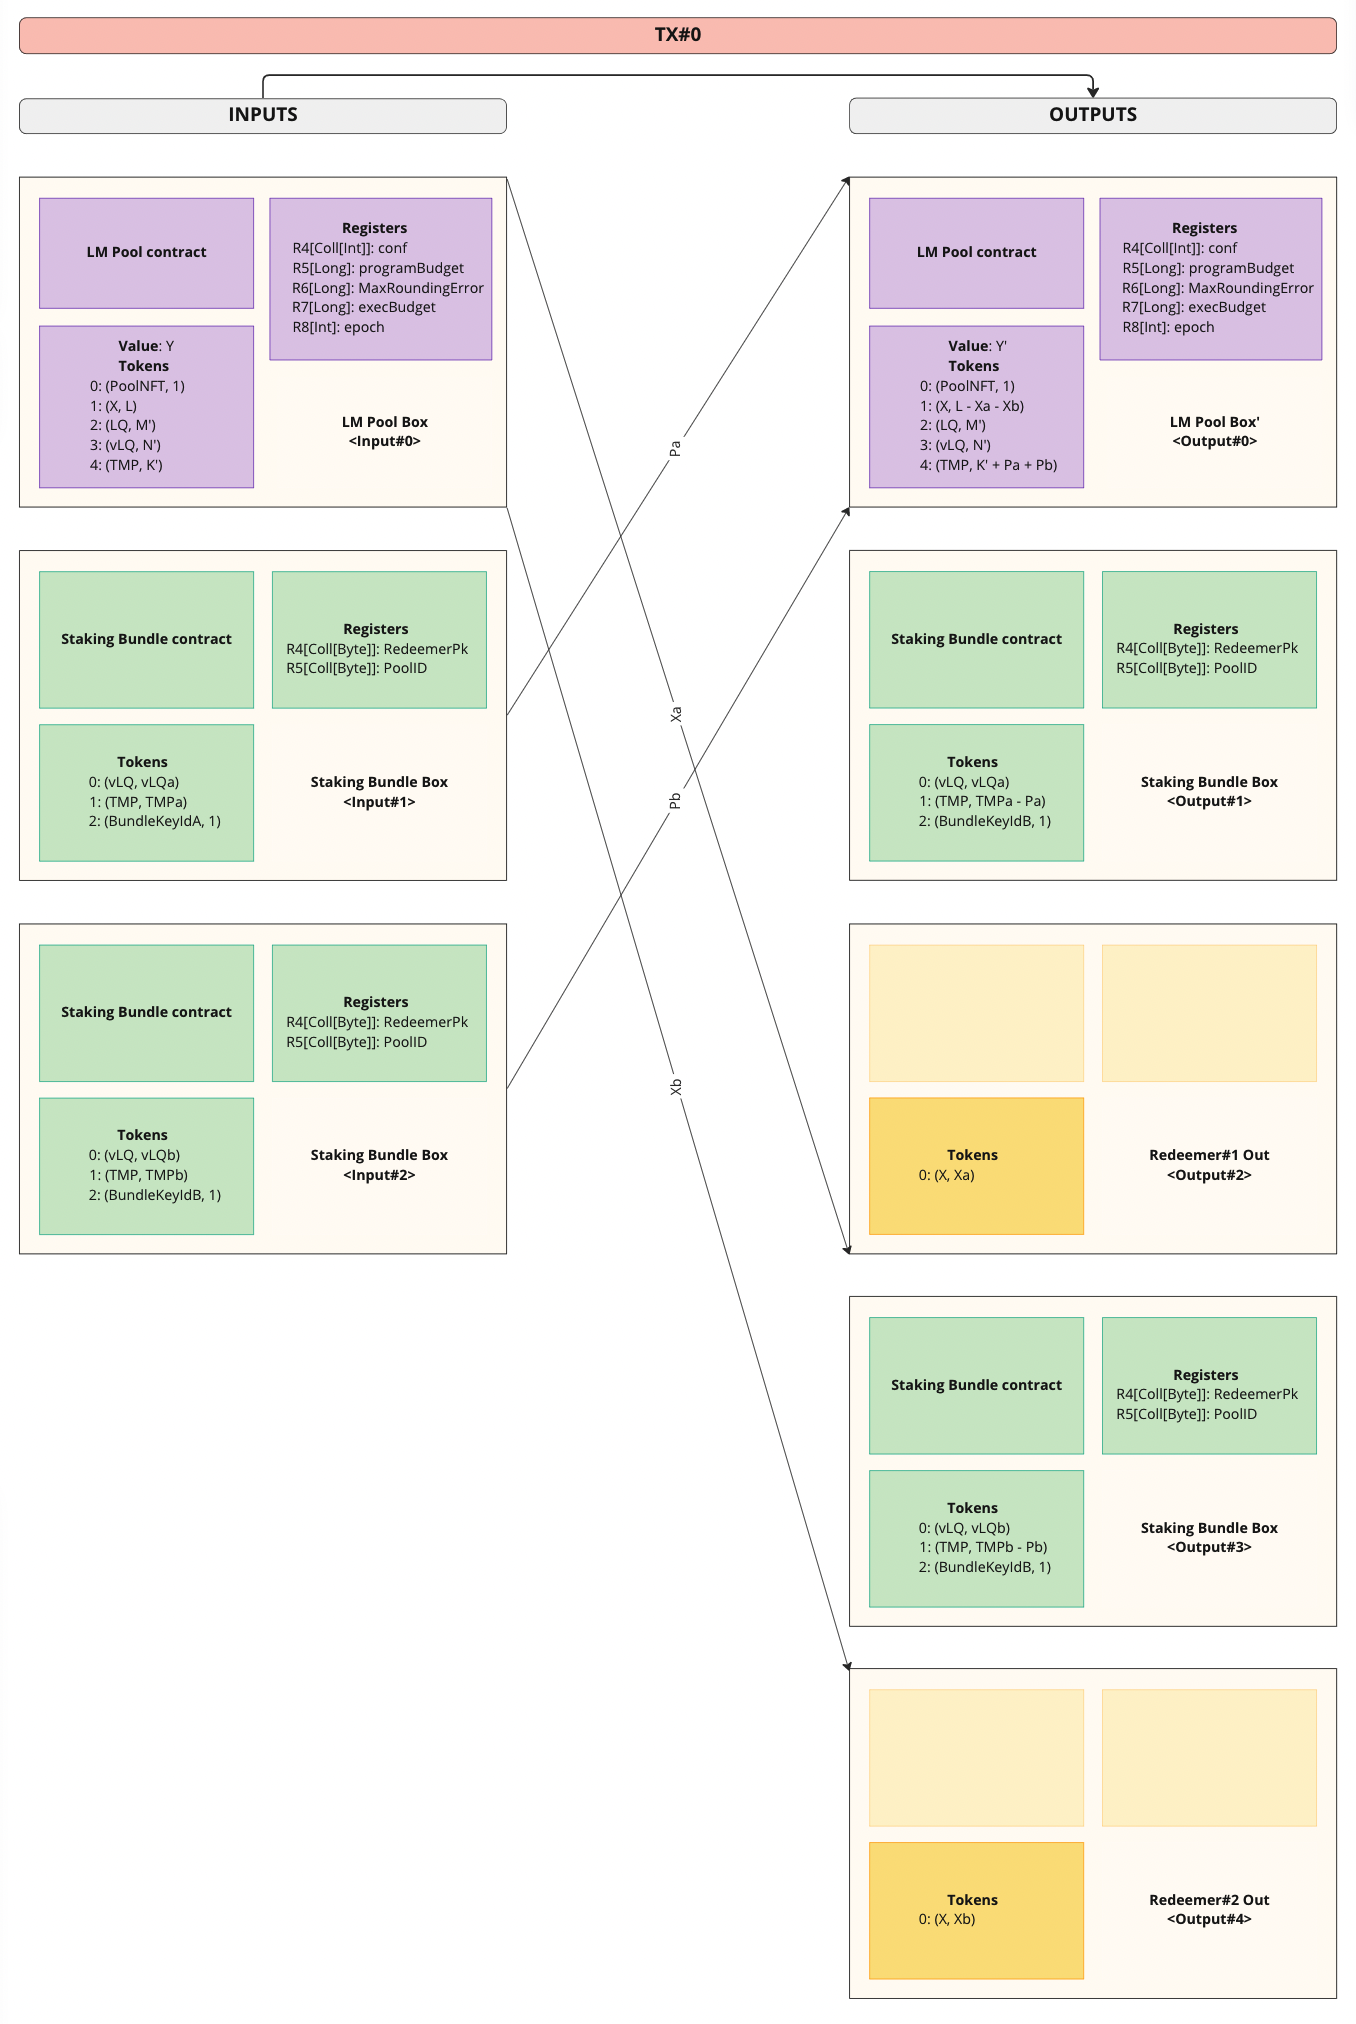 TX#0
INPUTS
OUTPUTS
LM Pool contract
Registers
R4[Coll[Int]]: conf
R5[Long]: programBudget
R6[Long]: MaxRoundingError
R7[Long]: execBudget
R8[Int]: epoch
Value: Y
Tokens
0: (PoolNFT, 1)
1: (X, L)
2: (LQ, M')
3: (vLQ, N')
4: (TMP, K')
LM Pool Box
<Input#0>
LM Pool contract
Registers
R4[Coll[Int]]: conf
R5[Long]: programBudget
R6[Long]: MaxRoundingError
R7[Long]: execBudget
R8[Int]: epoch
Value: Y'
Tokens
0: (PoolNFT, 1)
1: (X, L - Xa - Xb)
2: (LQ, M')
3: (vLQ, N')
4: (TMP, K' + Pa + Pb)
LM Pool Box'
<Output#0>
Pa
Xa
Pb
Xb
Staking Bundle contract
Registers
R4[Coll[Byte]]: RedeemerPk
R5[Coll[Byte]]: PoolID
Tokens
0: (vLQ, vLQa)
1: (TMP, TMPa)
2: (BundleKeyIdA, 1)
Staking Bundle Box
<Input#1>
Staking Bundle contract
Registers
R4[Coll[Byte]]: RedeemerPk
R5[Coll[Byte]]: PoolID
Tokens
0: (vLQ, vLQa)
1: (TMP, TMPa - Pa)
2: (BundleKeyIdB, 1)
Staking Bundle Box
<Output#1>
Staking Bundle contract
Registers
R4[Coll[Byte]]: RedeemerPk
R5[Coll[Byte]]: PoolID
Tokens
0: (vLQ, vLQb)
1: (TMP, TMPb)
2: (BundleKeyIdB, 1)
Staking Bundle Box
<Input#2>
Tokens
0: (X, Xa)
Redeemer#1 Out
<Output#2>
Staking Bundle contract
Registers
R4[Coll[Byte]]: RedeemerPk
R5[Coll[Byte]]: PoolID
Tokens
0: (vLQ, vLQb)
1: (TMP, TMPb - Pb)
2: (BundleKeyIdB, 1)
Staking Bundle Box
<Output#3>
Tokens
0: (X, Xb)
Redeemer#2 Out
<Output#4>